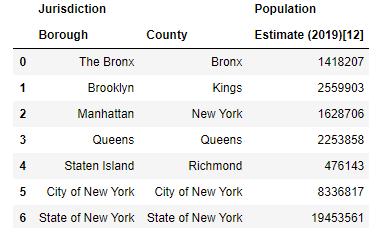 Jurisdiction Population
Borough County Estimate (2019)[12]
0 The Bronx Bronx 1418207
1 Brooklyn Kings 2559903
2 Manhattan New York 1628706
3 Queens Queens 2253858
4 Staten Island Richmond 476143
5 City of New York City of New York 8336817
6 State of New York State of New York 19453561